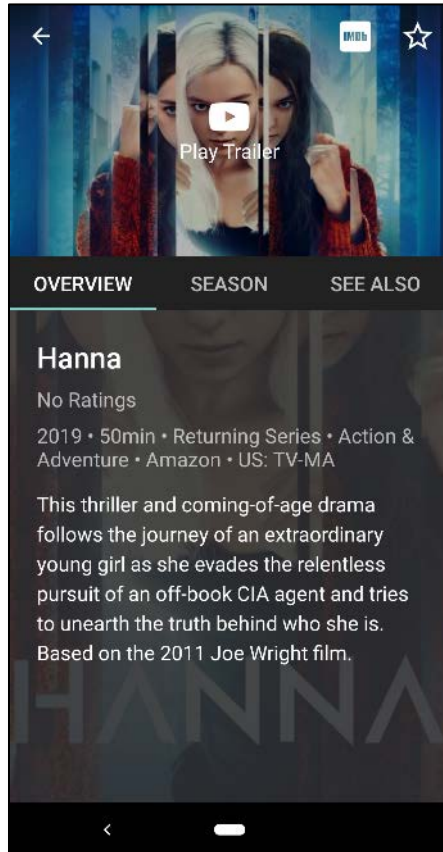 IMDb
Play Trailer
OVERVIEW SEASON SEE ALSO
Hanna
No Ratings
2019 • 50min • Returning Series • Action &
Adventure • Amazon • US: TV-MA
This thriller and coming-of-age drama
follows the journey of an extraordinary
young girl as she evades the relentless
pursuit of an off-book CIA agent and tries
to unearth the truth behind who she is.
Based on the 2011 Joe Wright film.
HANNA